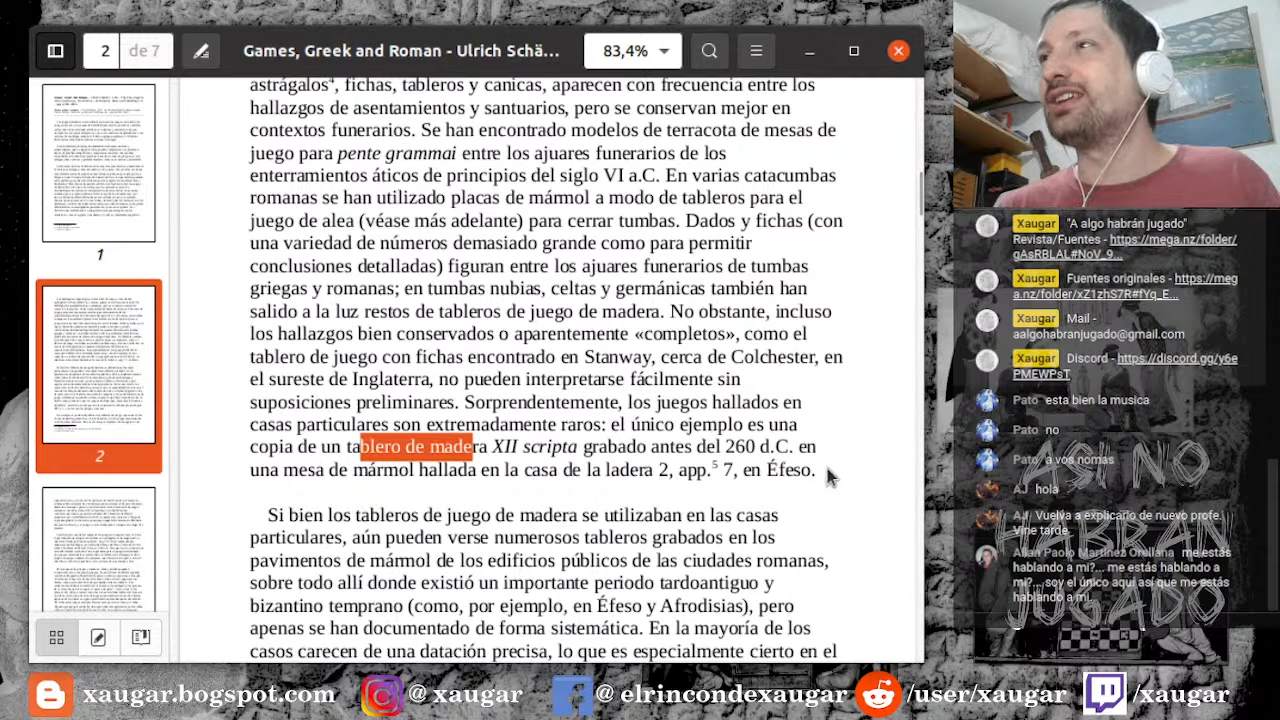 2
de 7
Games, Greek and Roman - Ulrich Schä...
83,4%
1
2
astrágalos⁴, fichas, tableros y cajas, aparecen con frecuencia en los
hallazgos de asentamientos y santuarios pero se conservan mejor en
contextos funerarios. Se han encontrado modelos de terracota de mesas de
juego para pente grammai entre los ajuares funerarios de los
enterramientos áticos de principios del siglo VI a.C. En varias catacumbas
romanas se han utilizado placas de mármol a modo de tableros para el
juego de alea (véase más adelante) para cerrar tumbas. Dados y fichas (con
una variedad de números demasiado grande como para permitir
conclusiones detalladas) figuran entre los ajuares funerarios de tumbas
griegas y romanas. En tumbas nubias, celtas y germánicas también han
salido a la luz restos de tableros de juego de madera. No obstante, incluso
los hallazgos bien conservados y aparentemente «completos», como el
tablero de juego con fichas encontrado en Stanway, cerca de Colchester, en
el sureste de Inglaterra, no pueden interpretarse fácilmente sin
suposiciones preliminares. Sorprendentemente, los juegos hallados en
casas particulares son extremadamente raros: el único ejemplo es una
copia de un tablero de madera XII scripta grabado antes del 260 d.C. en
una mesa de mármol hallada en la casa de la ladera 2, app.⁵ 7, en Éfeso.
Si bien los tableros de juego de madera se utilizaban en las casas
particulares, aún pueden verse numerosos tableros grabados en los
pavimentos de mármol de los edificios públicos de las ciudades romanas,
sobre todo allí donde existió un importante periodo tardoantiguo y
bizantino temprano (como, por ejemplo, en Éfeso y Afrodisias), pero
apenas se han documentado de forma sistemática. En la mayoría de los
casos carecen de una datación precisa, lo que es especialmente cierto en el
Xaugar "A algo habrán jugado"
Revista/Fuentes - https://mega.nz/folder/
gAsRBLAL#NoV_9...
Xaugar Fuentes originales - https://meg
a.nz/folder/xZ1zhS7R#fYq_E...
Xaugar Mail -
aalgohabranjugado@gmail.com
Xaugar Discord - https://discord.gg/y6e
PMEWPsT
Pato esta bien la musica
Pato no
Pato a vos nomas
AJ hola
AJ Vuelva a explicarlo de nuevo profe.
Vine tarde.
Allan Paolo Martínez Orellana me estás
hablando a mi?... me estás hablando a
mi?... soy el único aquí así que me estás
hablando a mi...
ASI NO
HABRAN
JUGADO
xaugar.bogspot.com
@ xaugar
@ elrincondexaugar
/user/xaugar
/xaugar